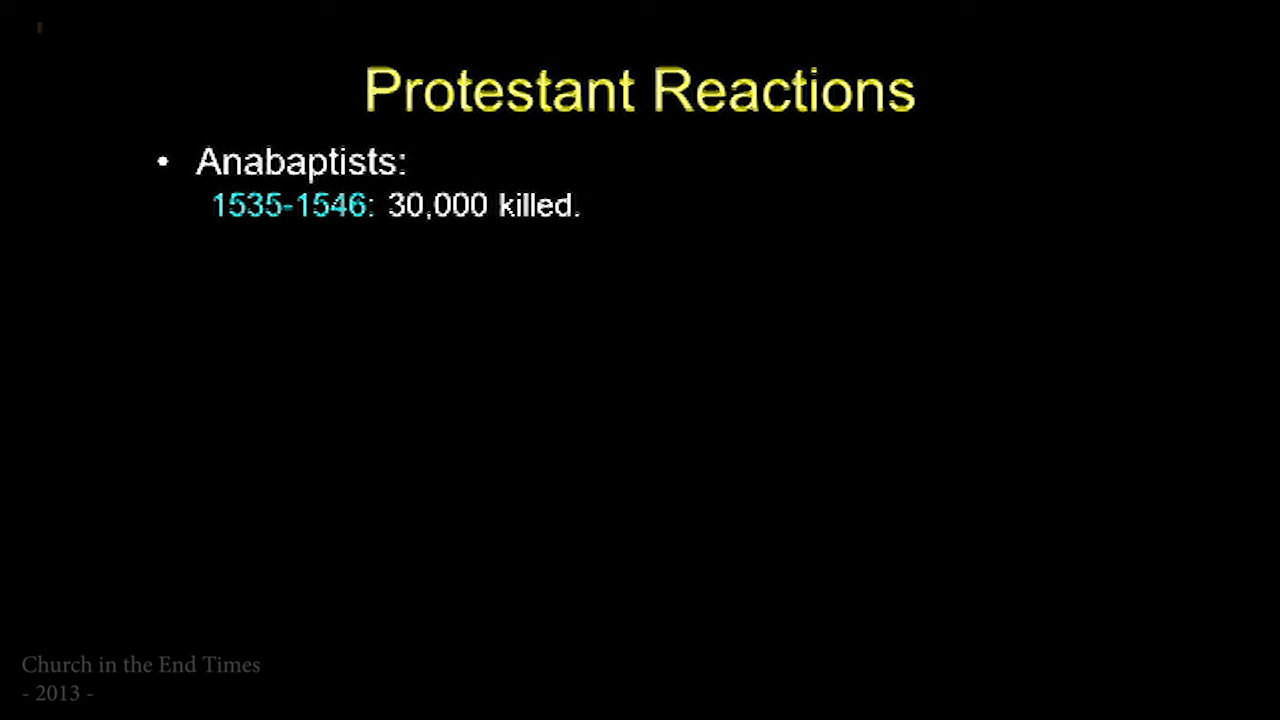 Protestant Reactions
• Anabaptists:
1535-1546: 30,000 killed.
Church in the End Times
- 2013 -